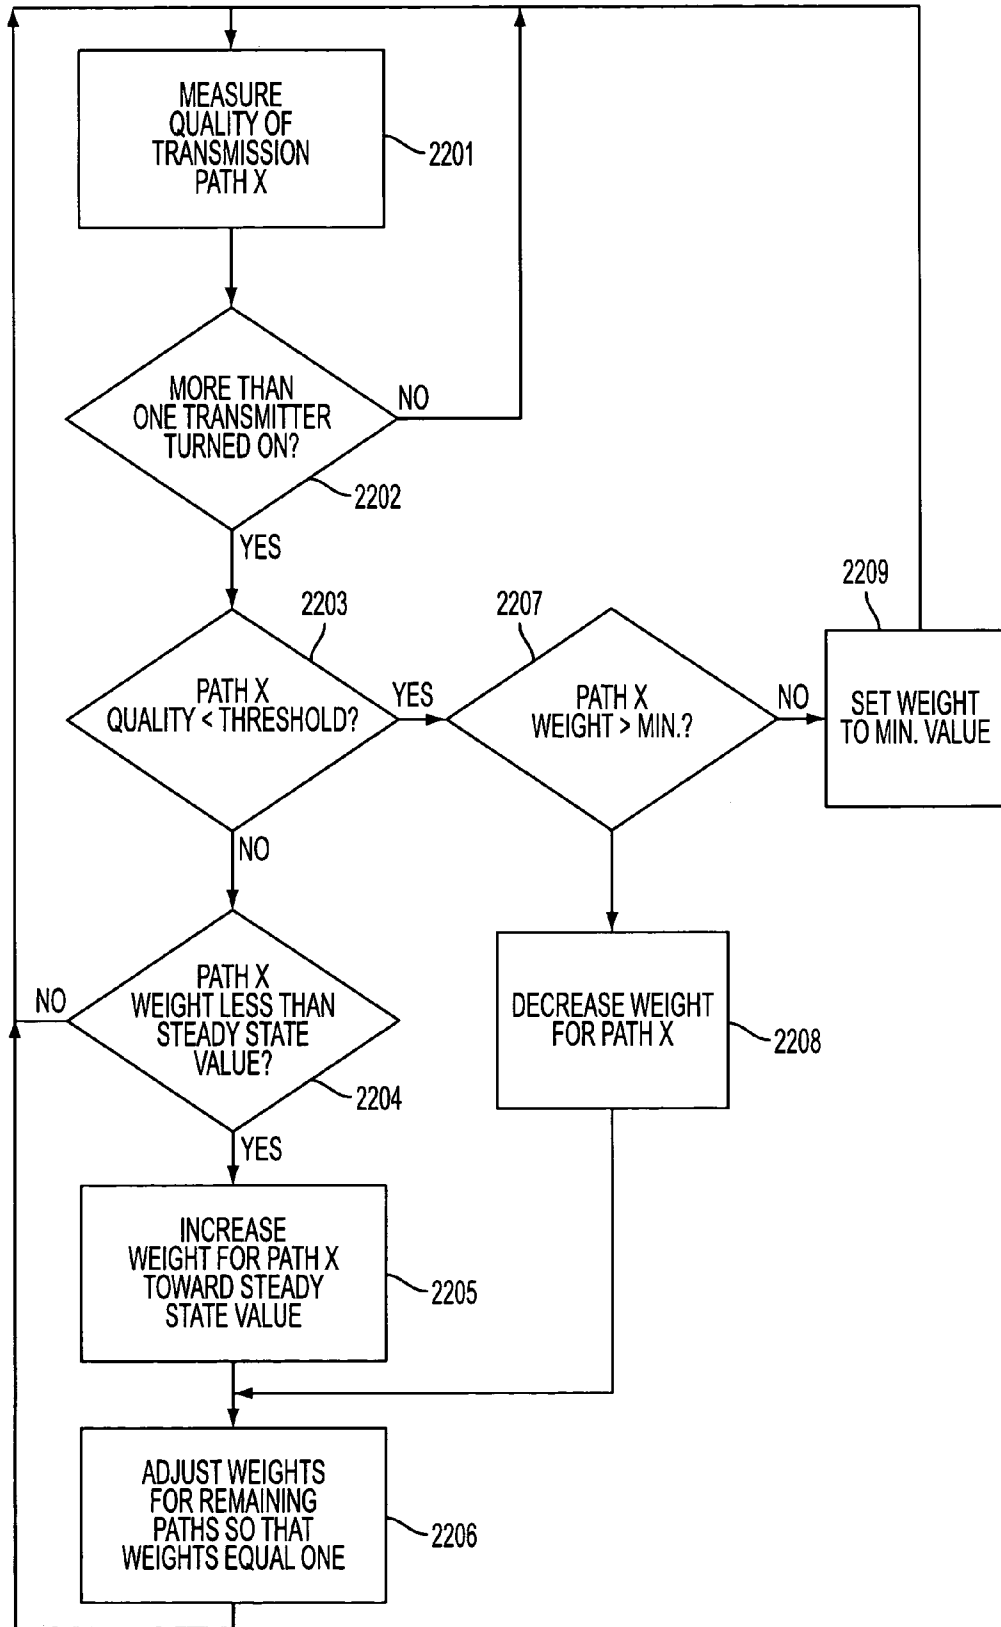 MEASURE
QUALITY OF
TRANSMISSION
PATH X
2201
MORE THAN
ONE TRANSMITTER
TURNED ON?
NO
2202
YES
2203
2207
2209
PATH X
QUALITY < THRESHOLD?
YES
PATH X
WEIGHT > MIN.?
NO
SET WEIGHT
TO MIN. VALUE
NO
PATH X
WEIGHT LESS THAN
STEADY STATE
VALUE?
NO
2204
DECREASE WEIGHT
FOR PATH X
2208
YES
INCREASE
WEIGHT FOR PATH X
TOWARD STEADY
STATE VALUE
2205
ADJUST WEIGHTS
FOR REMAINING
PATHS SO THAT
WEIGHTS EQUAL ONE
2206